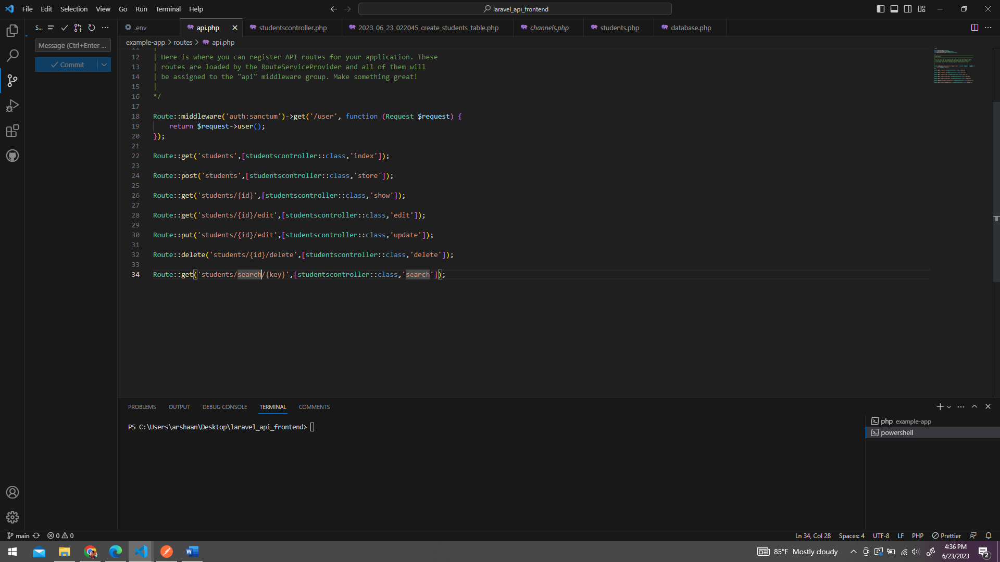 File Edit Selection View Go Run Terminal Help
laravel_api_frontend
S...
.env
api.php
studentscontroller.php
2023_06_23_022045_create_students_table.php
channels.php
students.php
database.php
Message (Ctrl+Enter ...
Commit
example-app > routes > api.php
12 | Here is where you can register API routes for your application. These
13 | routes are loaded by the RouteServiceProvider and all of them will
14 | be assigned to the "api" middleware group. Make something great!
15 |
16 */
17
18 Route::middleware('auth:sanctum')->get('/user', function (Request $request) {
19     return $request->user();
20 });
21
22 Route::get('students',[studentscontroller::class,'index']);
23
24 Route::post('students',[studentscontroller::class,'store']);
25
26 Route::get('students/{id}',[studentscontroller::class,'show']);
27
28 Route::get('students/{id}/edit',[studentscontroller::class,'edit']);
29
30 Route::put('students/{id}/edit',[studentscontroller::class,'update']);
31
32 Route::delete('students/{id}/delete',[studentscontroller::class,'delete']);
33
34 Route::get('students/search/{key}',[studentscontroller::class,'search']);
PROBLEMS OUTPUT DEBUG CONSOLE TERMINAL COMMENTS
PS C:\Users\arshaan\Desktop\laravel_api_frontend>
php example-app
powershell
main 0 0
Ln 34, Col 28 Spaces: 4 UTF-8 LF PHP Prettier
85°F Mostly cloudy
4:36 PM
6/23/2023
2